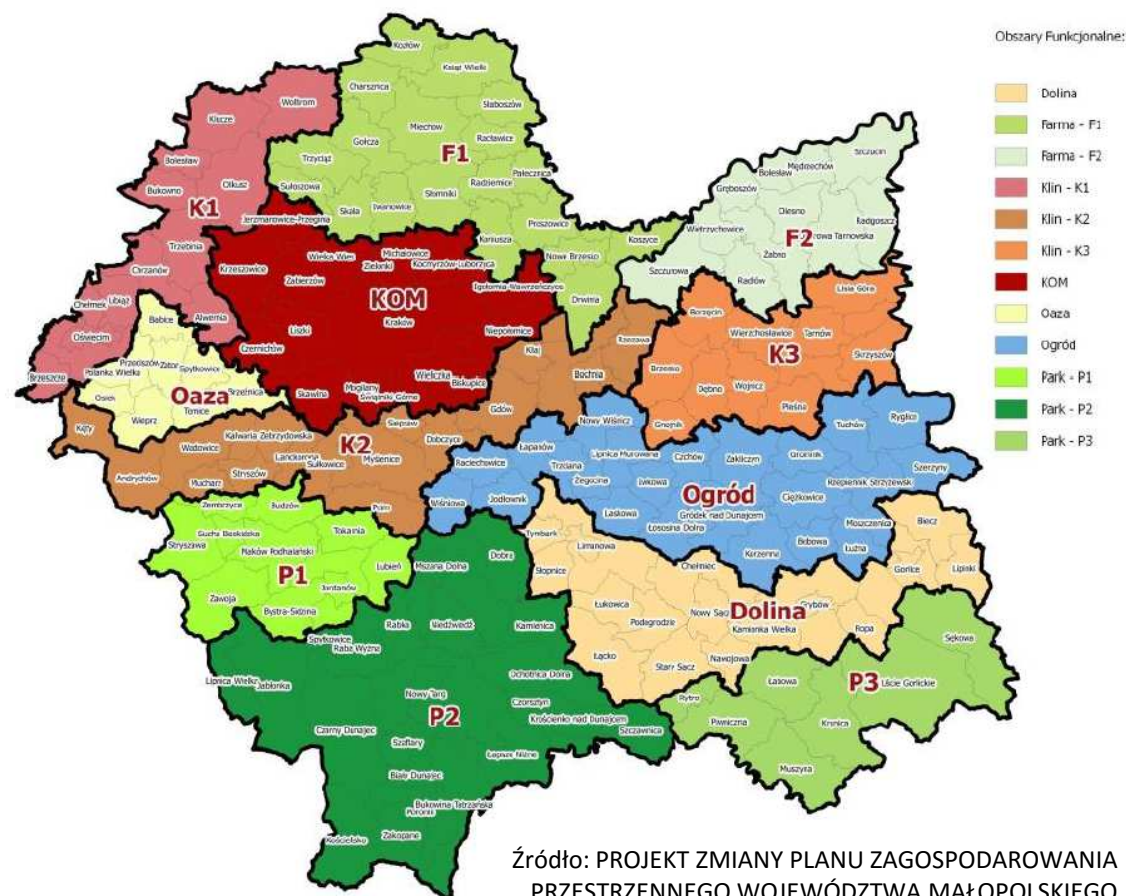 Obszary Funkcjonalne:
Dolina
Farma - F1
Farma - F2
Klin - K1
Klin - K2
Klin - K3
KOM
Oaza
Ogród
Park - P1
Park - P2
Park - P3
Kozłów
Książ Wielki
Charsznica
Słaboszów
Miechów
Racławice
Gołcza
F1
Trzyciąż
Pałecznica
Radziemice
Sułoszowa
Słomniki
Skała
Iwanowice
Proszowice
Koniusza
Koszyce
Nowe Brzesko
Drwinia
Wolbrom
Klucze
Bolesław
Olkusz
Bukowno
K1
Trzebinia
Chrzanów
Chełmek
Libiąż
Alwernia
Oświęcim
Brzeszcze
Szczucin
Mędrzechów
Bolesław
Gręboszów
Olesno
Radgoszcz
Wietrzychowice
F2
Żabno
Szczurowa
Radłów
Jerzmanowice-Przeginia
Wielka Wieś
Michałowice
Krzeszowice
Zielonki
Kocmyrzów-Luborzyca
Zabierzów
Igołomia-Wawrzeńczyce
KOM
Kraków
Liszki
Niepołomice
Czernichów
Wieliczka
Biskupice
Skawina
Mogilany
Świątniki Górne
Lisia Góra
Borzęcin
Wierzchosławice
Tarnów
K3
Skrzyszów
Brzesko
Dębno
Wojnicz
Pleśna
Gnojnik
Babice
Przeciszów
Zator
Spytkowice
Polanka Wielka
Oaza
Brzeźnica
Osiek
Tomice
Wieprz
Rzezawa
Kłaj
Bochnia
Gdów
Siepraw
Dobczyce
Kęty
Kalwaria Zebrzydowska
K2
Wadowice
Lanckorona
Myślenice
Sułkowice
Andrychów
Stryszów
Mucharz
Pcim
Nowy Wiśnicz
Tuchów
Ryglice
Łapanów
Lipnica Murowana
Czchów
Zakliczyn
Gromnik
Raciechowice
Trzciana
Szerzyny
Żegocina
Iwkowa
Rzepiennik Strzyżewski
Jodłownik
Ogród
Ciężkowice
Wiśniowa
Laskowa
Gródek nad Dunajcem
Łososina Dolna
Moszczenica
Bobowa
Korzenna
Łużna
Zembrzyce
Budzów
Tokarnia
Sucha Beskidzka
Stryszawa
Maków Podhalański
Lubień
P1
Jordanów
Zawoja
Bystra-Sidzina
Biecz
Tymbark
Limanowa
Chełmiec
Gorlice
Lipinki
Słopnice
Łukowica
Nowy Sącz
Dolina
Grybów
Podegrodzie
Kamionka Wielka
Ropa
Łącko
Stary Sącz
Nawojowa
Dobra
Mszana Dolna
Rabka
Niedźwiedź
Kamienica
Spytkowice
Raba Wyżna
Lipnica Wielka
Jabłonka
Ochotnica Dolna
Nowy Targ
Czorsztyn
P2
Krościenko nad Dunajcem
Czarny Dunajec
Szczawnica
Szaflary
Łapsze Niżne
Biały Dunajec
Bukowina Tatrzańska
Poronin
Kościelisko
Zakopane
Sękowa
Łabowa
P3
Uście Gorlickie
Rytro
Piwniczna
Krynica
Muszyna
Źródło: PROJEKT ZMIANY PLANU ZAGOSPODAROWANIA
PRZESTRZENNEGO WOJEWÓDZTWA MAŁOPOLSKIEGO